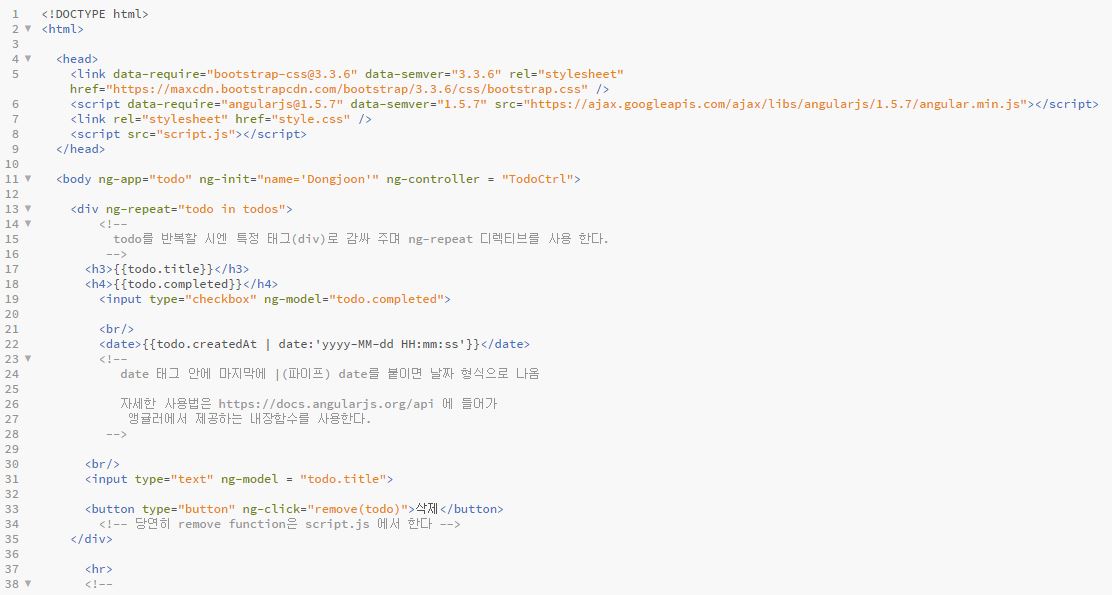 1 <!DOCTYPE html>
2 ▼ <html>
3
4 ▼ <head>
5 <link data-require="bootstrap-css@3.3.6" data-semver="3.3.6" rel="stylesheet"
href="https://maxcdn.bootstrapcdn.com/bootstrap/3.3.6/css/bootstrap.css" />
6 <script data-require="angularjs@1.5.7" data-semver="1.5.7" src="https://ajax.googleapis.com/ajax/libs/angularjs/1.5.7/angular.min.js"></script>
7 <link rel="stylesheet" href="style.css" />
8 <script src="script.js"></script>
9 </head>
10
11 ▼ <body ng-app="todo" ng-init="name='Dongjoon'" ng-controller = "TodoCtrl">
12
13 ▼ <div ng-repeat="todo in todos">
14 ▼ <!--
15 todo를 반복할 시엔 특정 태그(div)로 감싸 주며 ng-repeat 디렉티브를 사용 한다.
16 -->
17 <h3>{{todo.title}}</h3>
18 <h4>{{todo.completed}}</h4>
19 <input type="checkbox" ng-model="todo.completed">
20
21 <br/>
22 <date>{{todo.createdAt | date:'yyyy-MM-dd HH:mm:ss'}}</date>
23 ▼ <!--
24 date 태그 안에 마지막에 |(파이프) date를 붙이면 날짜 형식으로 나옴
25
26 자세한 사용법은 https://docs.angularjs.org/api 에 들어가
27 앵귤러에서 제공하는 내장함수를 사용한다.
28 -->
29
30 <br/>
31 <input type="text" ng-model = "todo.title">
32
33 <button type="button" ng-click="remove(todo)">삭제</button>
34 <!-- 당연히 remove function은 script.js 에서 한다 -->
35 </div>
36
37 <hr>
38 ▼ <!--